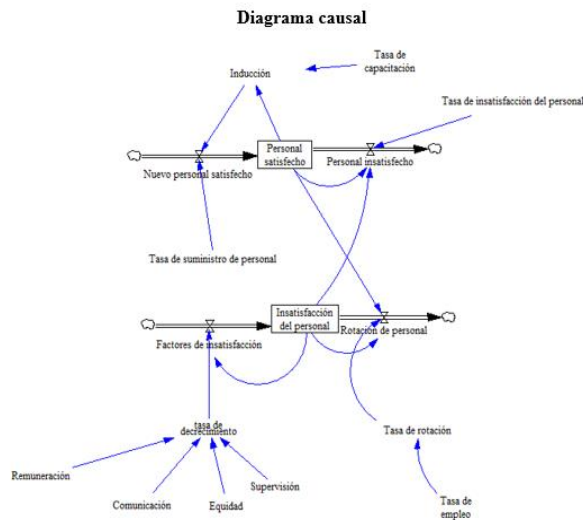 Diagrama causal
Tasa de
capacitación
Inducción
Tasa de insatisfacción del personal
Personal
satisfecho
Nuevo personal satisfecho
Personal insatisfecho
Tasa de suministro de personal
Insatisfacción
del personal
Factores de insatisfacción
Rotación de personal
tasa de
decrecimiento
Tasa de rotación
Remuneración
Supervisión
Comunicación
Equidad
Tasa de
empleo